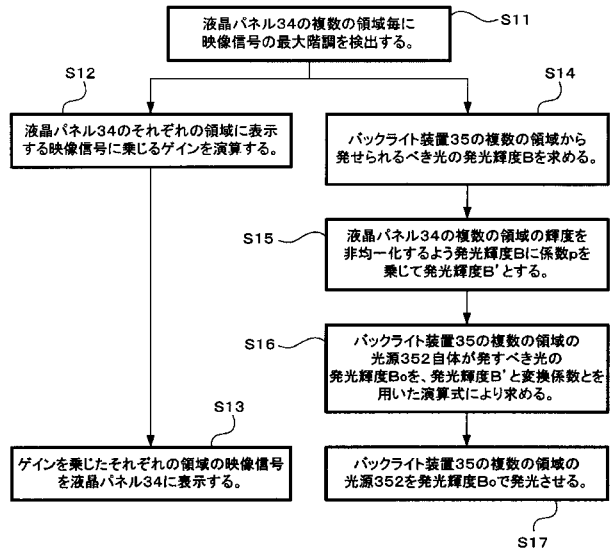 S11
液晶パネル34の複数の領域毎に
映像信号の最大階調を検出する。
S12
液晶パネル34のそれぞれの領域に表示
する映像信号に乗じるゲインを演算する。
S14
バックライト装置35の複数の領域から
発せられるべき光の発光輝度Bを求める。
S15
液晶パネル34の複数の領域の輝度を
非均一化するよう発光輝度Bに係数pを
乗じて発光輝度B'とする。
S16
バックライト装置35の複数の領域の
光源352自体が発すべき光の
発光輝度Boを、発光輝度B'と変換係数とを
用いた演算式により求める。
S13
ゲインを乗じたそれぞれの領域の映像信号
を液晶パネル34に表示する。
バックライト装置35の複数の領域の
光源352を発光輝度Boで発光させる。
S17